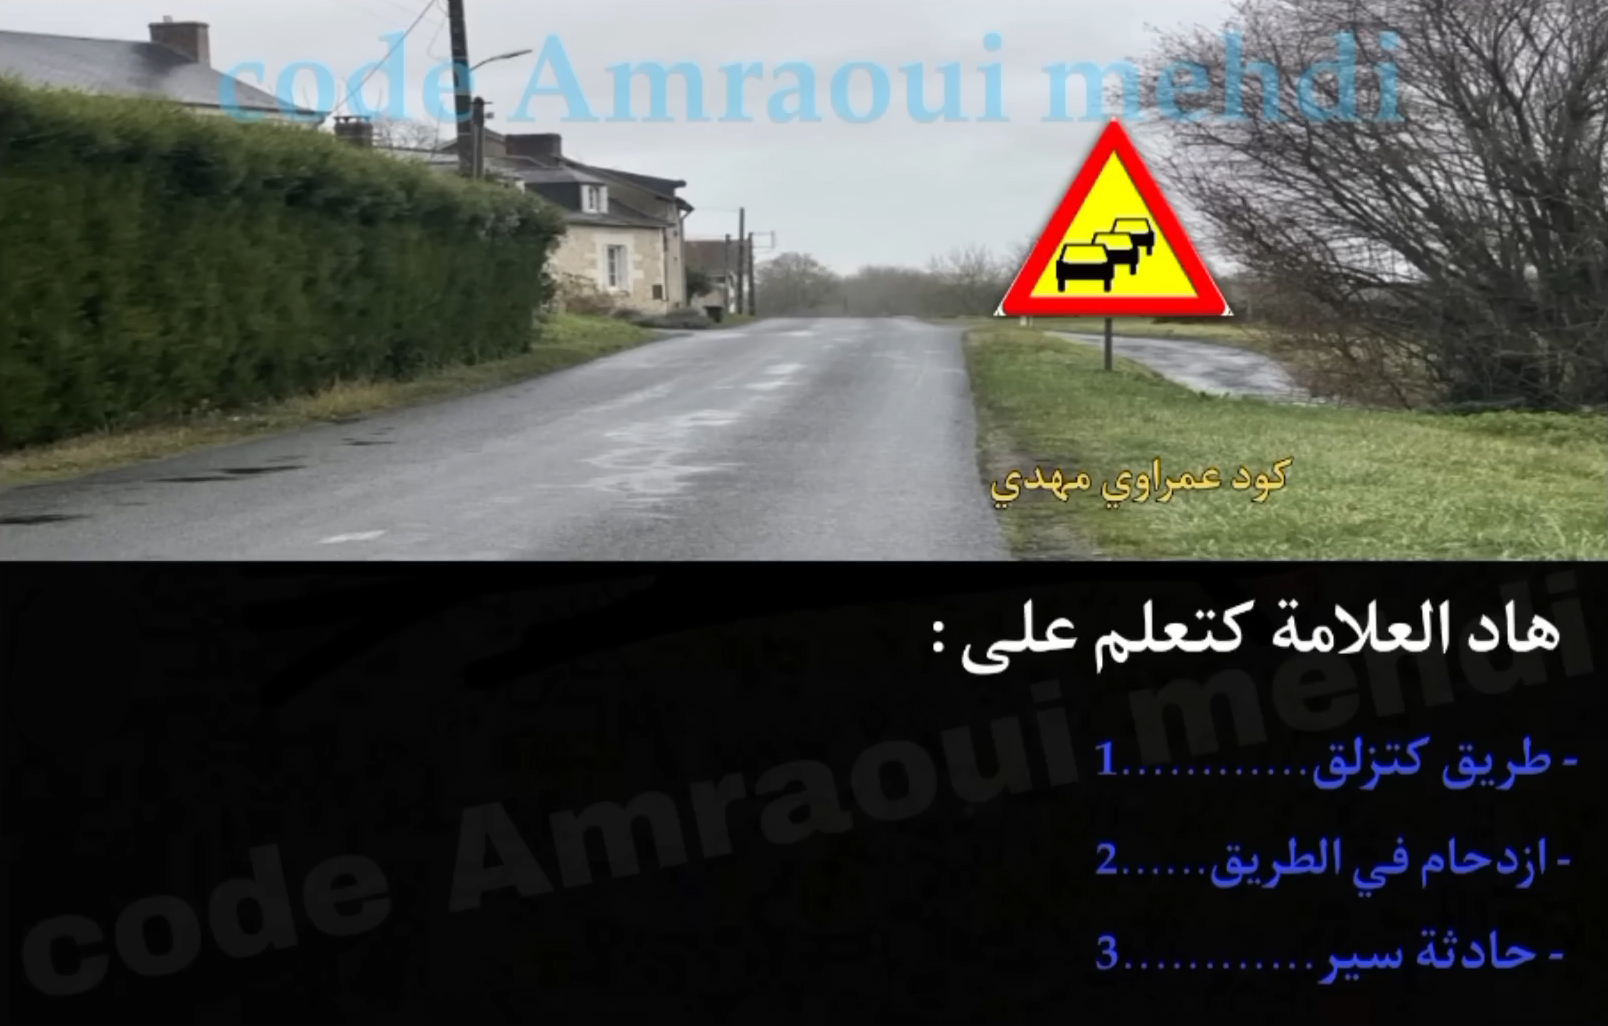 code Amraoui mehdi
كود عمراوي مهدي
هاد العلامة كتعلم على :
- طريق كتزلق............1
- ازدحام في الطريق......2
- حادثة سير............3
code Amraoui mehdi